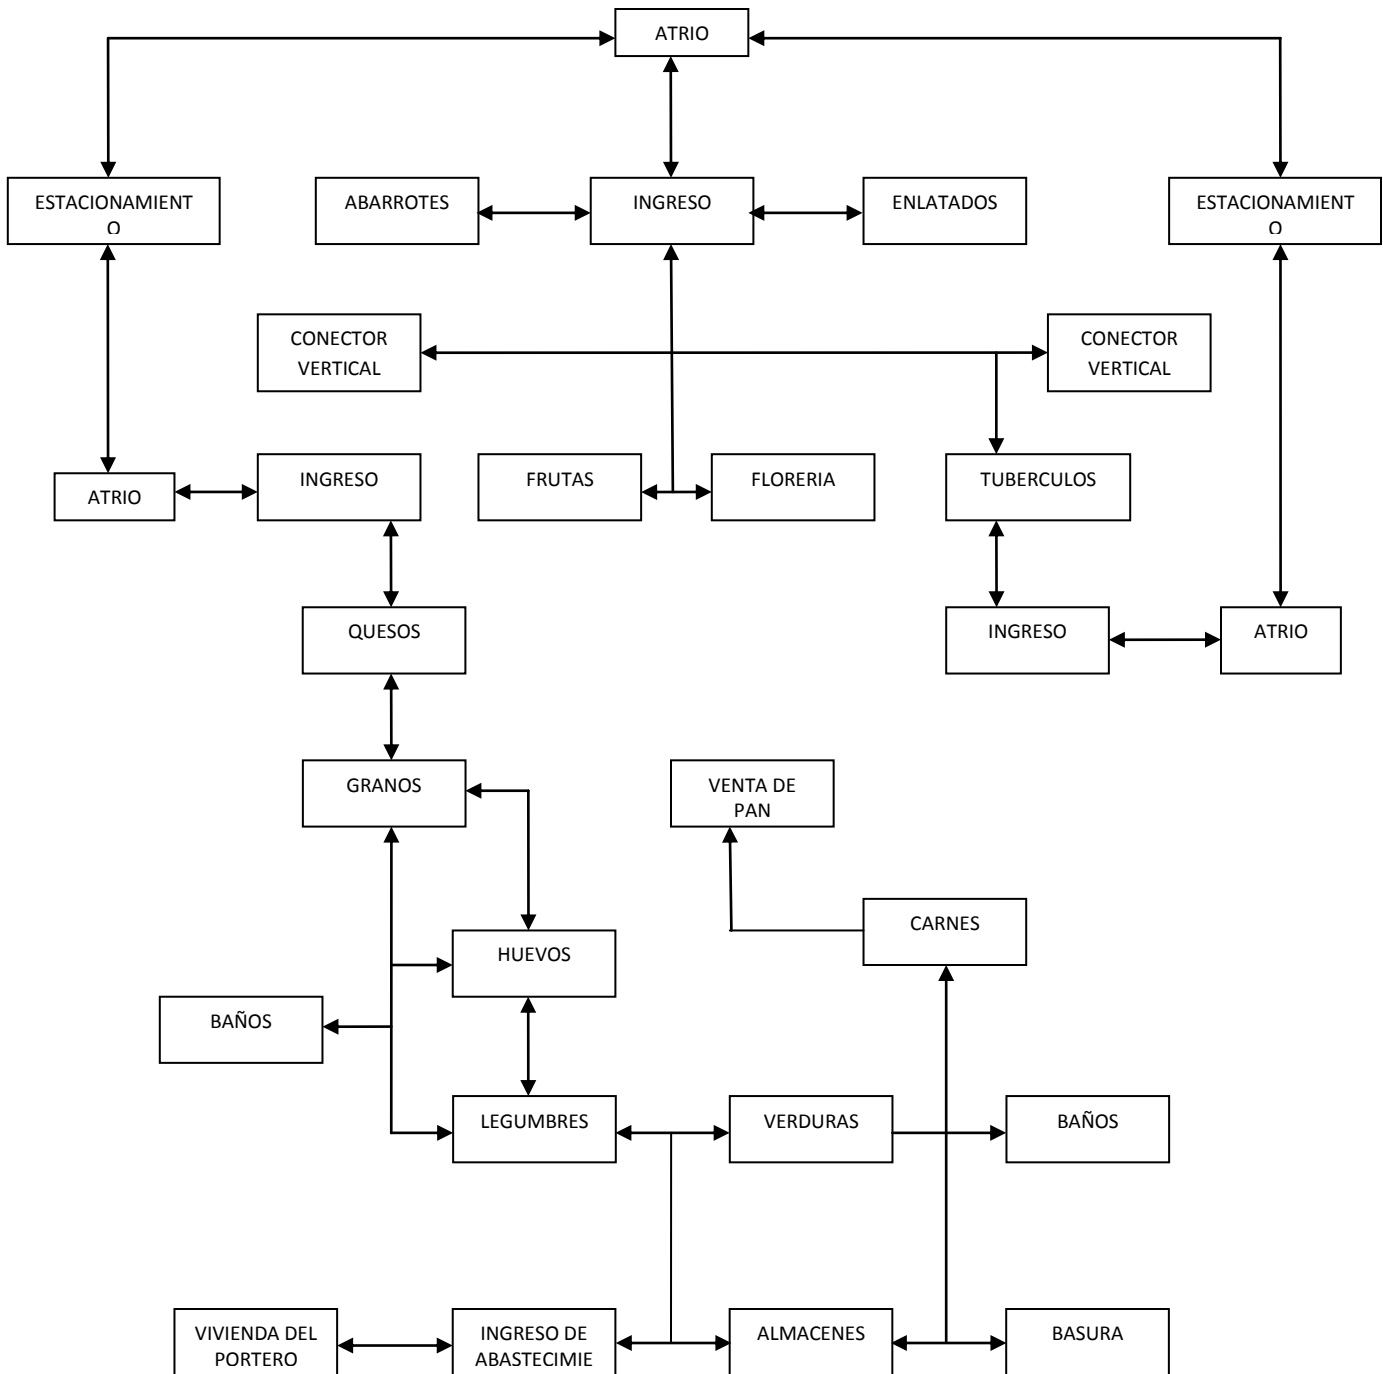 ATRIO
ESTACIONAMIENT
O
ABARROTES
INGRESO
ENLATADOS
ESTACIONAMIENT
O
CONECTOR
VERTICAL
CONECTOR
VERTICAL
ATRIO
INGRESO
FRUTAS
FLORERIA
TUBERCULOS
QUESOS
INGRESO
ATRIO
GRANOS
VENTA DE
PAN
CARNES
HUEVOS
BAÑOS
LEGUMBRES
VERDURAS
BAÑOS
VIVIENDA DEL
PORTERO
INGRESO DE
ABASTECIMIE
ALMACENES
BASURA